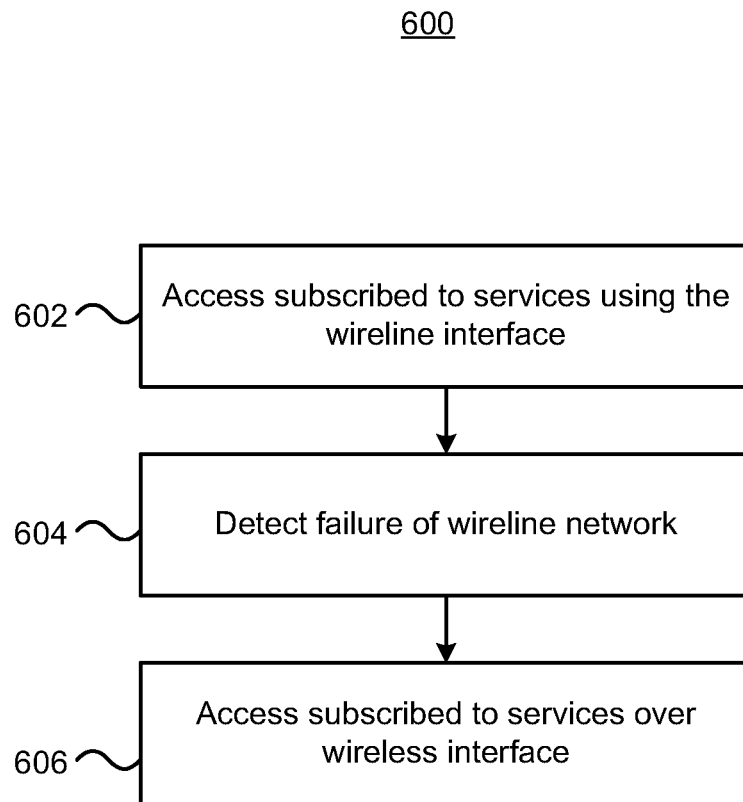 600
602
Access subscribed to services using the
wireline interface
604
Detect failure of wireline network
606
Access subscribed to services over
wireless interface